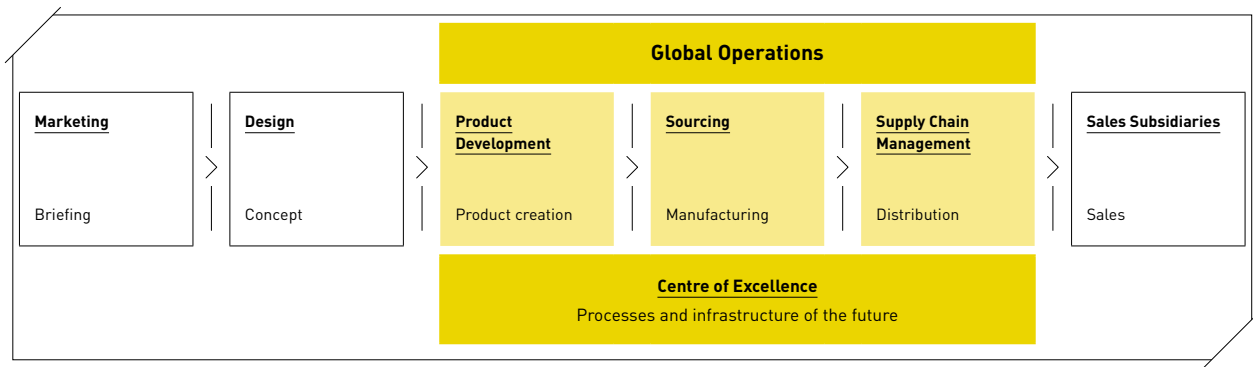 Global Operations
Marketing
Briefing
Design
Concept
Product
Development
Product creation
Sourcing
Manufacturing
Supply Chain
Management
Distribution
Sales Subsidiaries
Sales
Centre of Excellence
Processes and infrastructure of the future